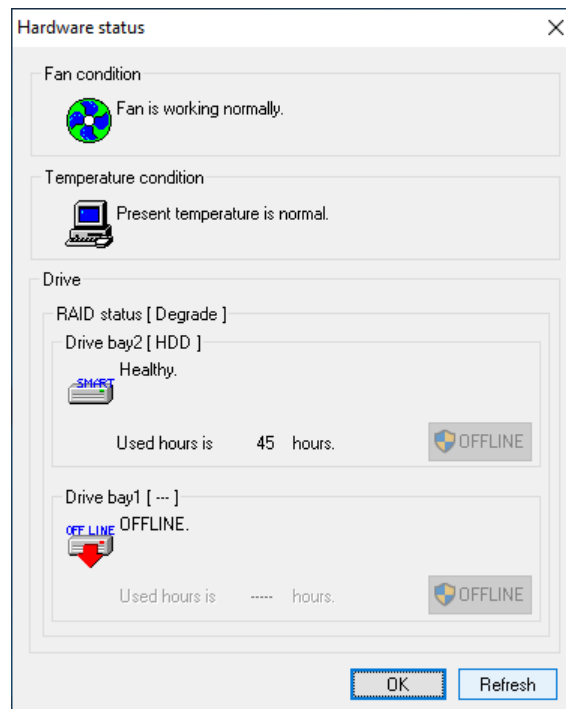 Hardware status
Fan condition
Fan is working normally.
Temperature condition
Present temperature is normal.
Drive
RAID status [ Degrade ]
Drive bay2 [ HDD ]
SMART
Healthy.
Used hours is 45 hours.
OFFLINE
Drive bay1 [ --- ]
OFF LINE
OFFLINE.
Used hours is ----- hours.
OFFLINE
OK
Refresh